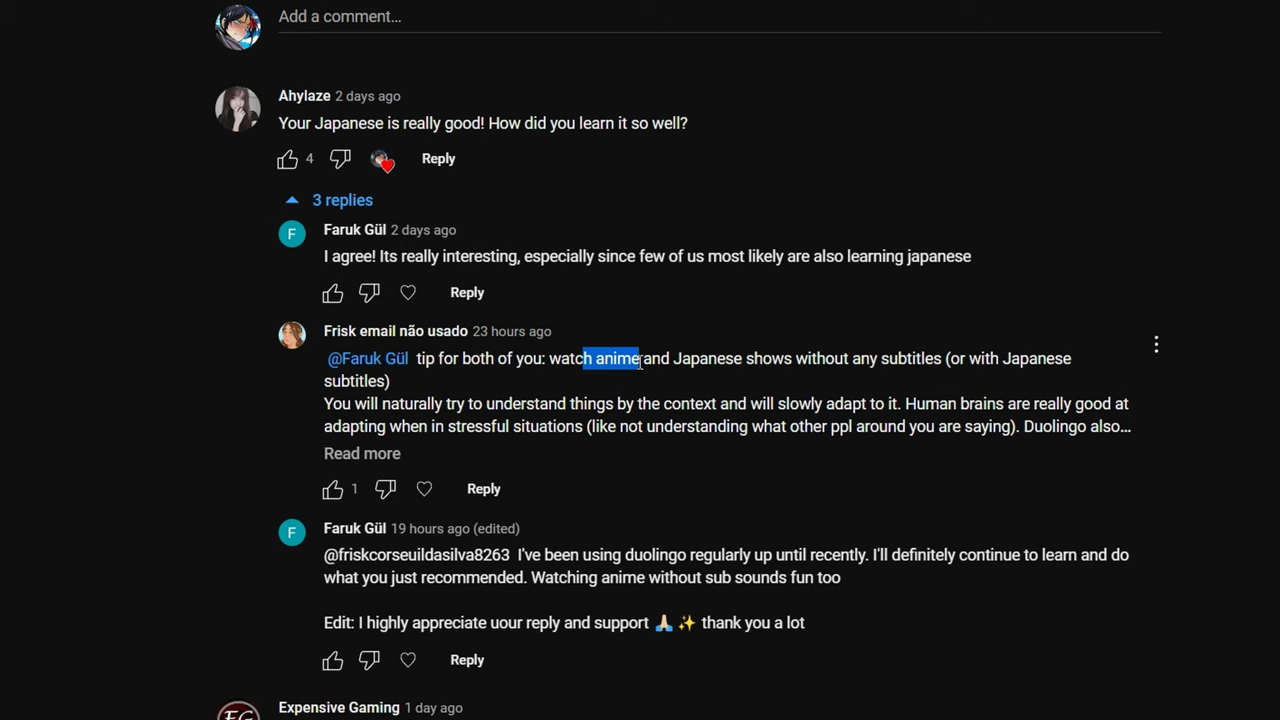 Add a comment...
Ahylaze 2 days ago
Your Japanese is really good! How did you learn it so well?
4 Reply
3 replies
F Faruk Gül 2 days ago
I agree! Its really interesting, especially since few of us most likely are also learning japanese
Reply
Frisk email não usado 23 hours ago
@Faruk Gül tip for both of you: watch anime and Japanese shows without any subtitles (or with Japanese
subtitles)
You will naturally try to understand things by the context and will slowly adapt to it. Human brains are really good at
adapting when in stressful situations (like not understanding what other ppl around you are saying). Duolingo also...
Read more
1 Reply
F Faruk Gül 19 hours ago (edited)
@friskcorseuildasilva8263 I've been using duolingo regularly up until recently. I'll definitely continue to learn and do
what you just recommended. Watching anime without sub sounds fun too
Edit: I highly appreciate uour reply and support 🙏🏼 ✨ thank you a lot
Reply
EG Expensive Gaming 1 day ago